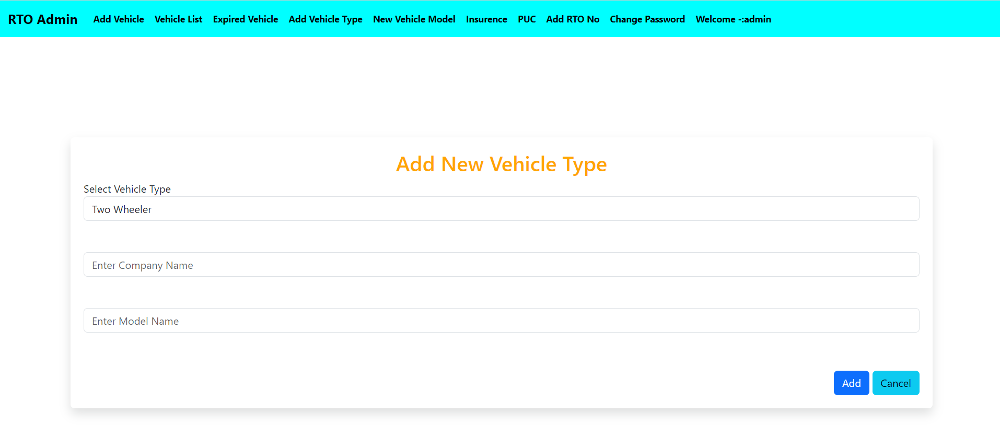 RTO Admin Add Vehicle Vehicle List Expired Vehicle Add Vehicle Type New Vehicle Model Insurence PUC Add RTO No Change Password Welcome -:admin
Add New Vehicle Type
Select Vehicle Type
Two Wheeler
Enter Company Name
Enter Model Name
Add Cancel